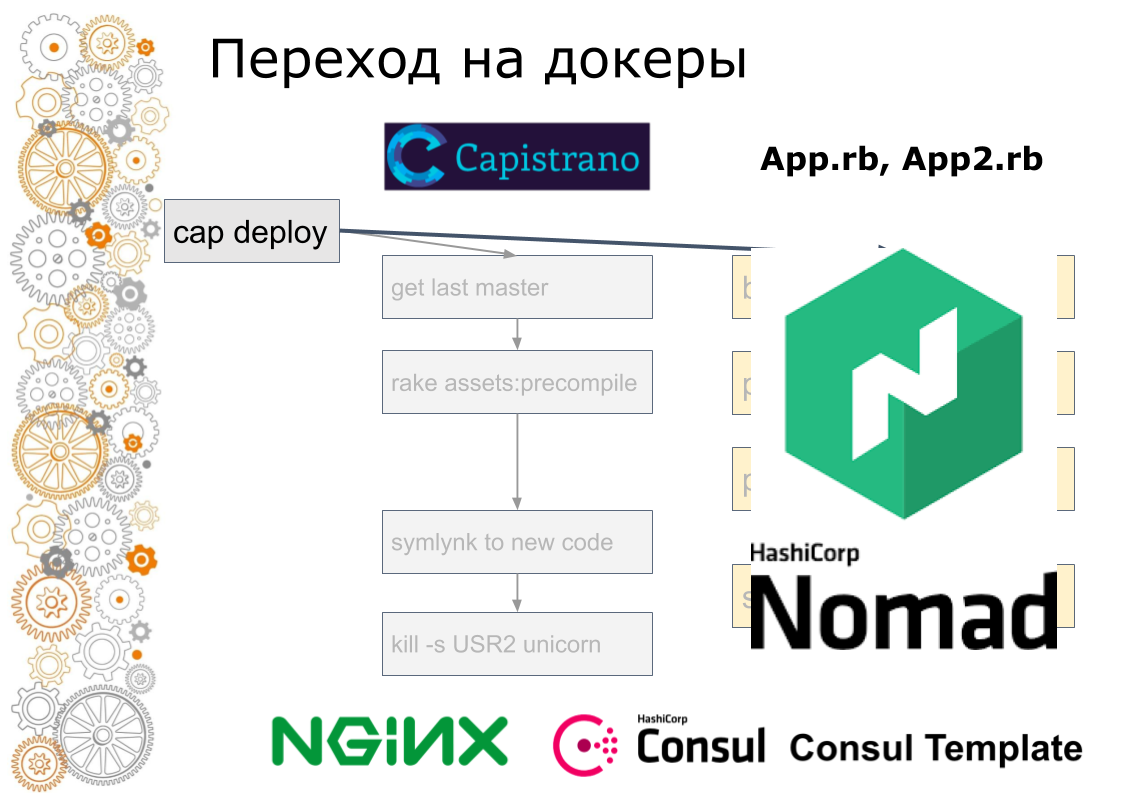 Переход на докеры
Capistrano
App.rb, App2.rb
cap deploy
get last master
rake assets:precompile
symlynk to new code
kill -s USR2 unicorn
HashiCorp
Nomad
NGINX
HashiCorp
Consul
Consul Template